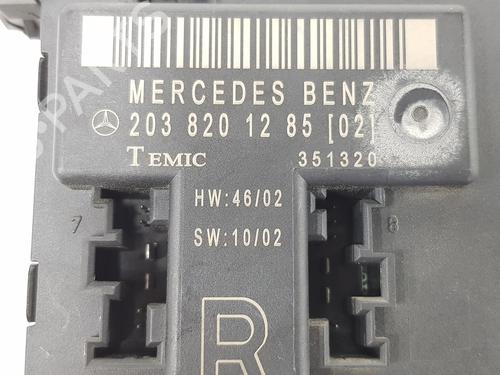 MERCEDES BENZ
203 820 12 85 [02]
TEMIC 351320
HW:46/02
SW:10/02
7 8
R